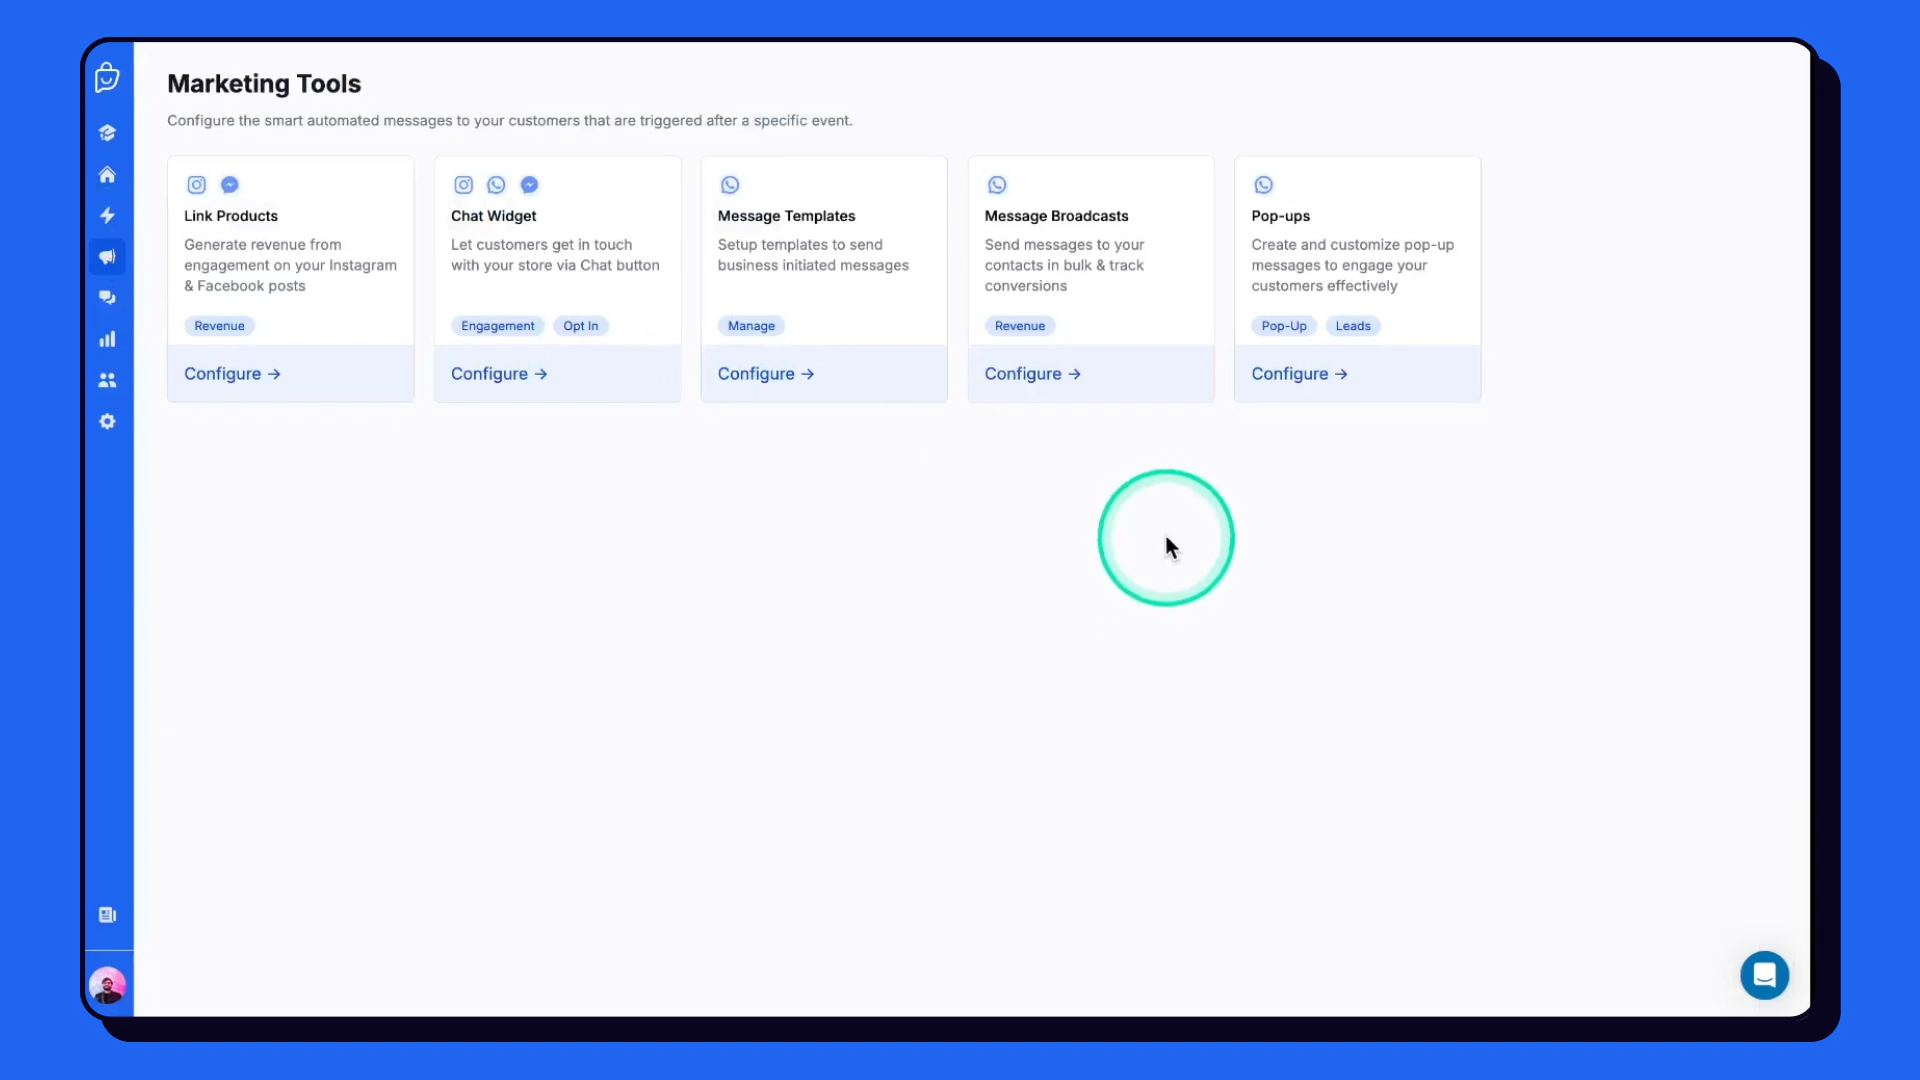 Marketing Tools
Configure the smart automated messages to your customers that are triggered after a specific event.
Link Products
Generate revenue from
engagement on your Instagram
& Facebook posts
Revenue
Configure →
Chat Widget
Let customers get in touch
with your store via Chat button
Engagement Opt In
Configure →
Message Templates
Setup templates to send
business initiated messages
Manage
Configure →
Message Broadcasts
Send messages to your
contacts in bulk & track
conversions
Revenue
Configure →
Pop-ups
Create and customize pop-up
messages to engage your
customers effectively
Pop-Up Leads
Configure →